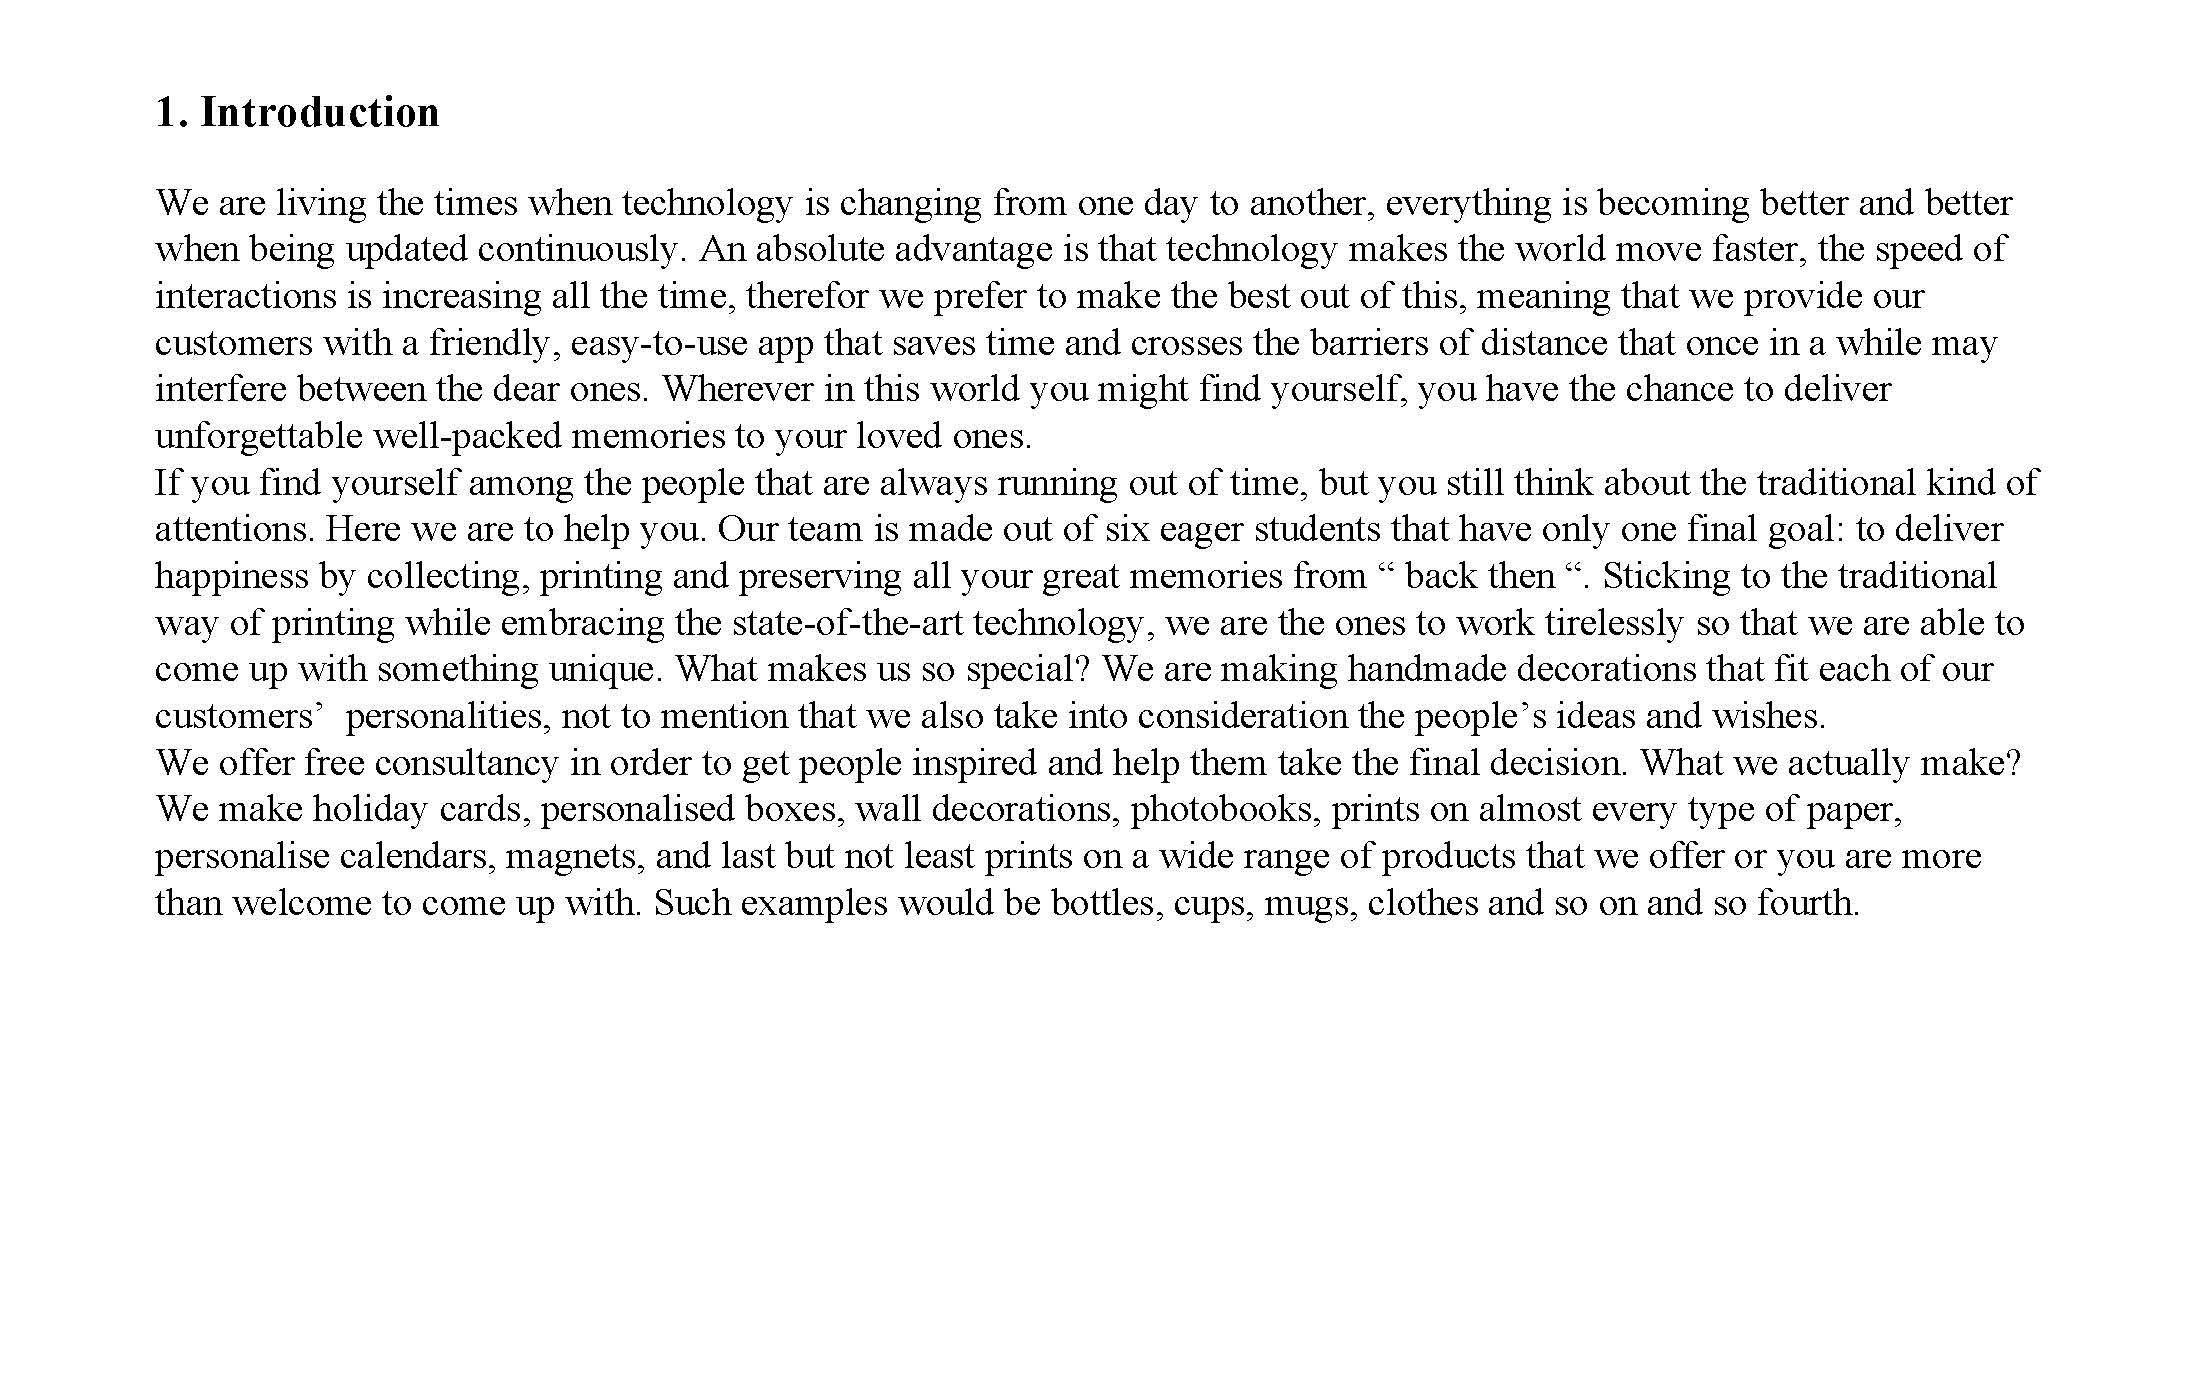 1. Introduction
We are living the times when technology is changing from one day to another, everything is becoming better and better
when being updated continuously. An absolute advantage is that technology makes the world move faster, the speed of
interactions is increasing all the time, therefor we prefer to make the best out of this, meaning that we provide our
customers with a friendly, easy-to-use app that saves time and crosses the barriers of distance that once in a while may
interfere between the dear ones. Wherever in this world you might find yourself, you have the chance to deliver
unforgettable well-packed memories to your loved ones.
If you find yourself among the people that are always running out of time, but you still think about the traditional kind of
attentions. Here we are to help you. Our team is made out of six eager students that have only one final goal: to deliver
happiness by collecting, printing and preserving all your great memories from “ back then “. Sticking to the traditional
way of printing while embracing the state-of-the-art technology, we are the ones to work tirelessly so that we are able to
come up with something unique. What makes us so special? We are making handmade decorations that fit each of our
customers’  personalities, not to mention that we also take into consideration the people’s ideas and wishes.
We offer free consultancy in order to get people inspired and help them take the final decision. What we actually make?
We make holiday cards, personalised boxes, wall decorations, photobooks, prints on almost every type of paper,
personalise calendars, magnets, and last but not least prints on a wide range of products that we offer or you are more
than welcome to come up with. Such examples would be bottles, cups, mugs, clothes and so on and so fourth.